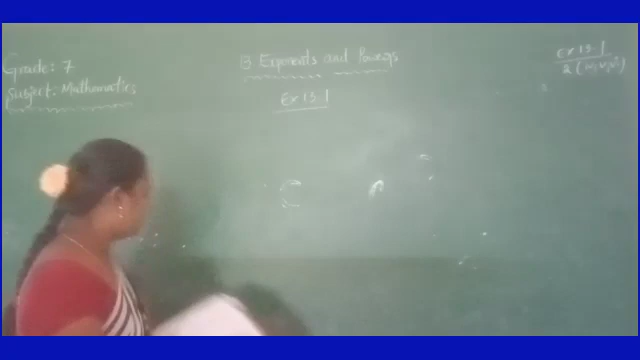 Grade: 7
Subject: Mathematics
13 Exponents and Powers
Ex 13.1
Ex 13.1